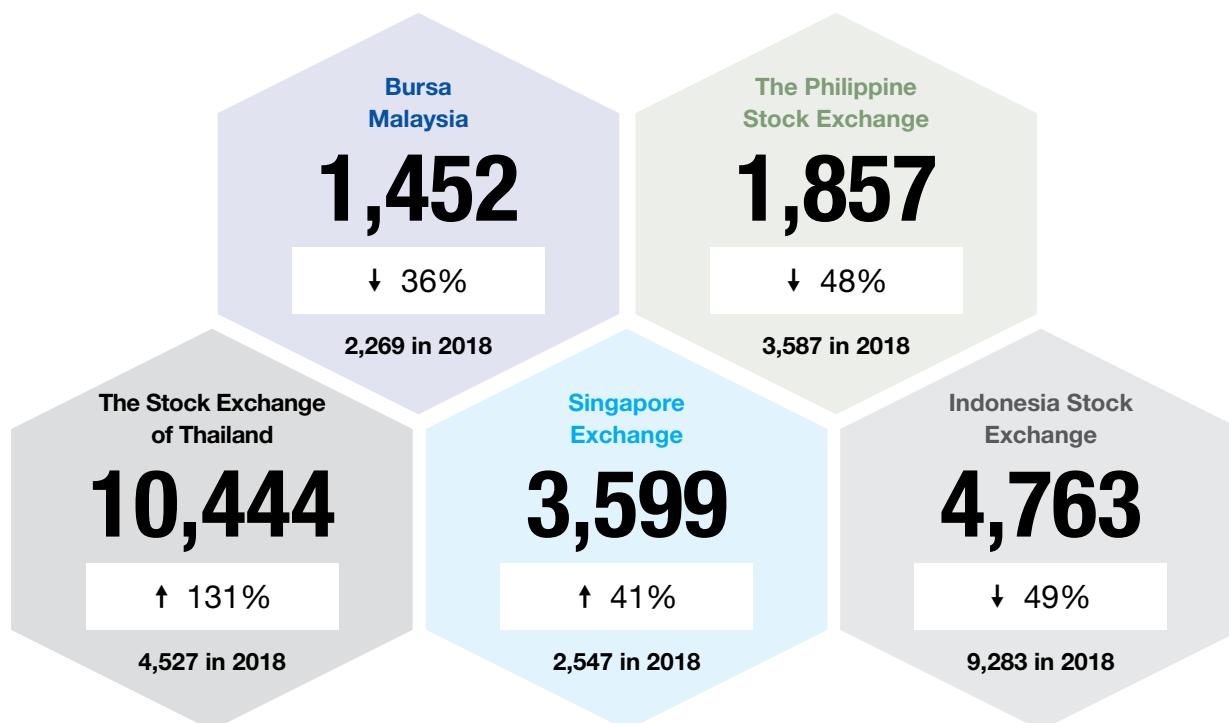 Bursa
Malaysia
1,452
↓ 36%
2,269 in 2018
The Philippine
Stock Exchange
1,857
↓ 48%
3,587 in 2018
The Stock Exchange
of Thailand
10,444
↑ 131%
4,527 in 2018
Singapore
Exchange
3,599
↑ 41%
2,547 in 2018
Indonesia Stock
Exchange
4,763
↓ 49%
9,283 in 2018